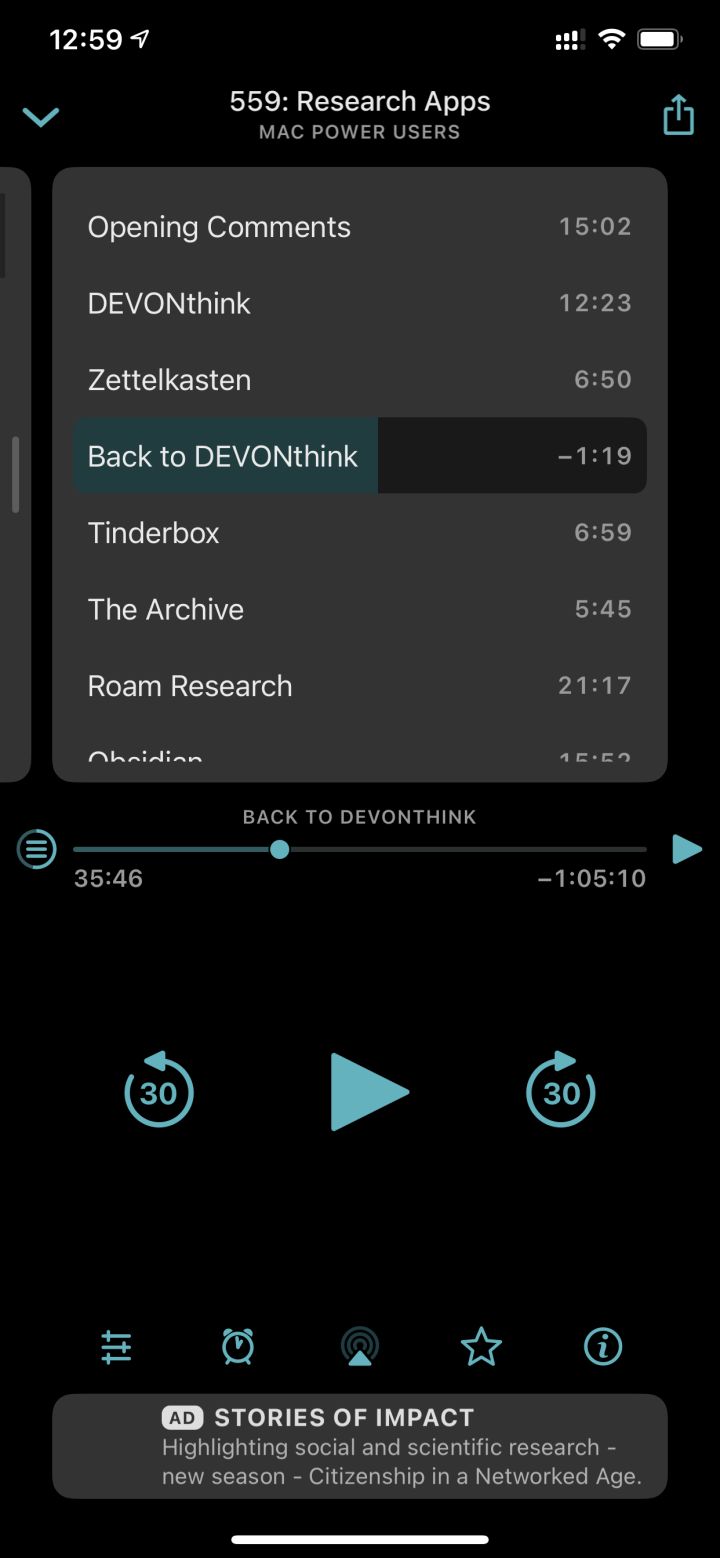 12:59
559: Research Apps
MAC POWER USERS
Opening Comments 15:02
DEVONthink 12:23
Zettelkasten 6:50
Back to DEVONthink –1:19
Tinderbox 6:59
The Archive 5:45
Roam Research 21:17
Obsidian 15:52
BACK TO DEVONTHINK
35:46 –1:05:10
30 30
AD STORIES OF IMPACT
Highlighting social and scientific research -
new season - Citizenship in a Networked Age.